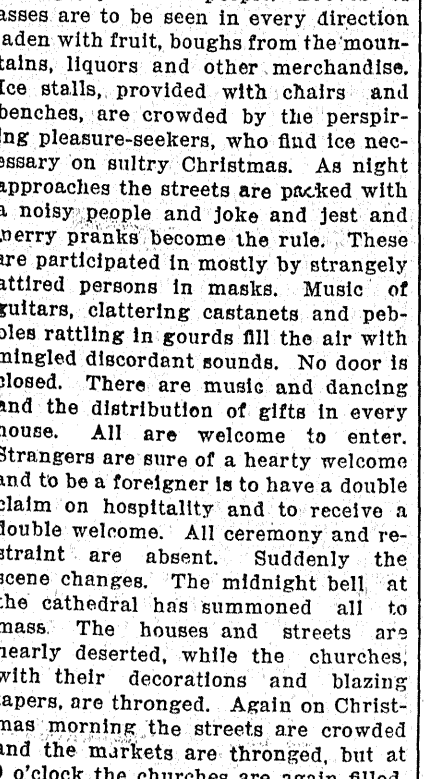 asses are to be seen in every direction
laden with fruit, boughs from the moun-
tains, liquors and other merchandise.
Ice stalls, provided with chairs and
benches, are crowded by the perspir-
ing pleasure-seekers, who find ice nec-
essary on sultry Christmas. As night
approaches the streets are packed with
a noisy people and joke and jest and
merry pranks become the rule. These
are participated in mostly by strangely
attired persons in masks. Music of
guitars, clattering castanets and peb-
bles rattling in gourds fill the air with
mingled discordant sounds. No door is
closed. There are music and dancing
and the distribution of gifts in every
house. All are welcome to enter.
Strangers are sure of a hearty welcome
and to be a foreigner is to have a double
claim on hospitality and to receive a
double welcome. All ceremony and re-
straint are absent. Suddenly the
scene changes. The midnight bell at
the cathedral has summoned all to
mass. The houses and streets are
nearly deserted, while the churches,
with their decorations and blazing
tapers, are thronged. Again on Christ-
mas morning the streets are crowded
and the markets are thronged, but at
o'clock the churches are again filled,